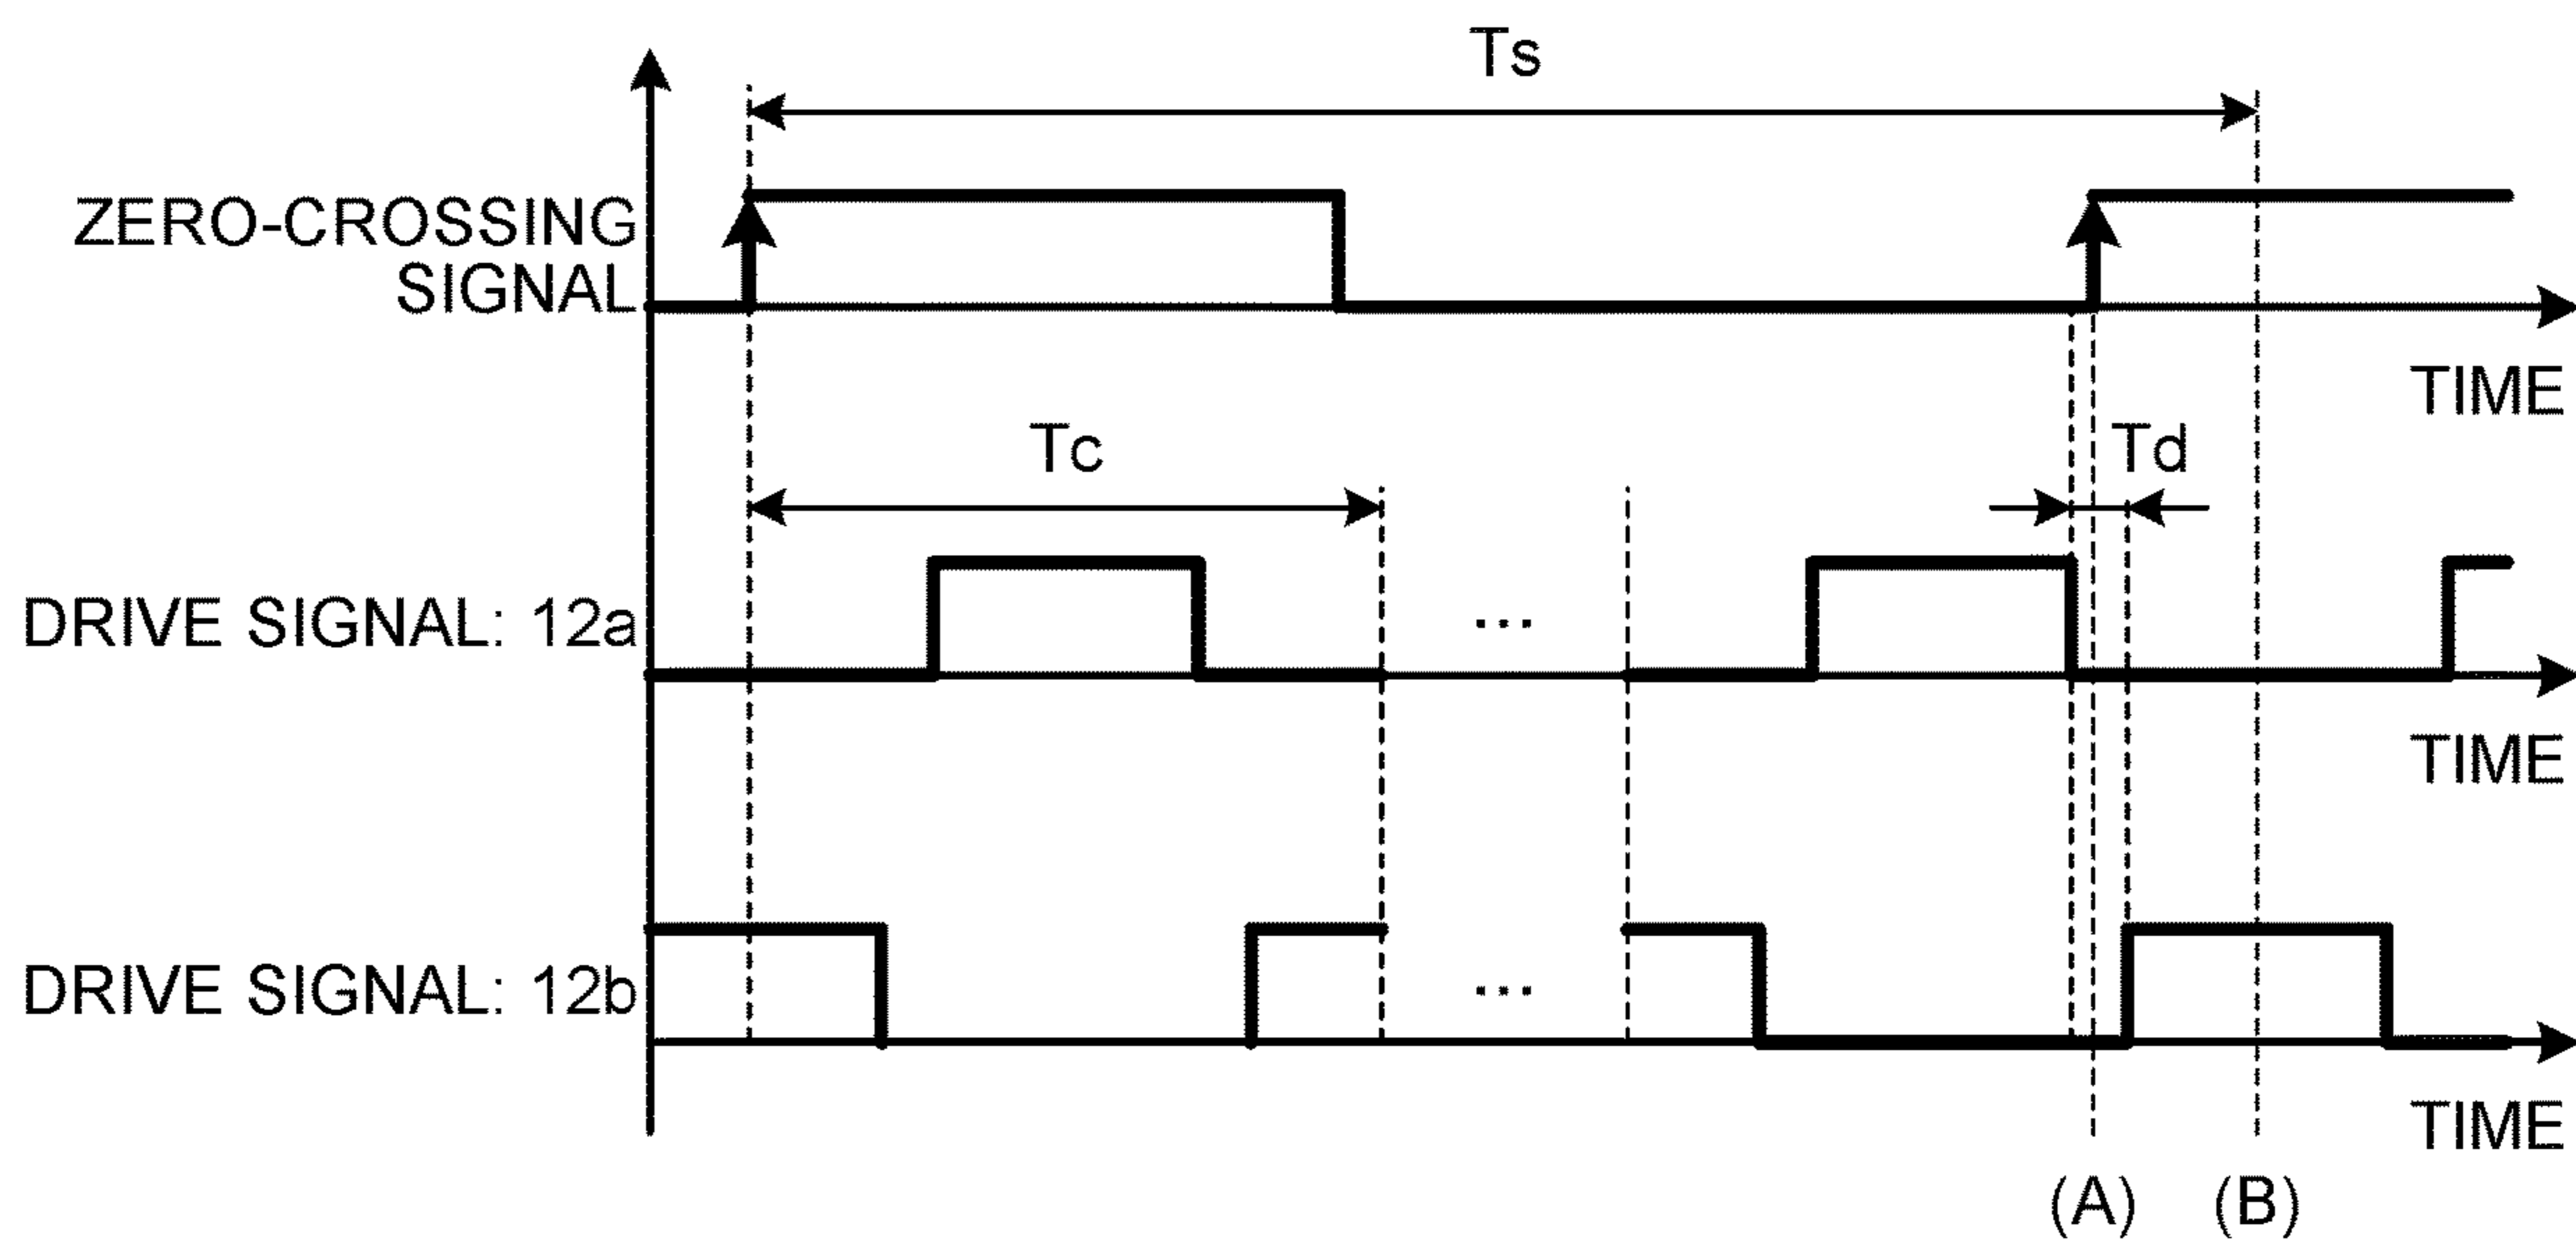 Ts
ZERO-CROSSING
SIGNAL
TIME
Tc
Td
DRIVE SIGNAL: 12a
...
TIME
DRIVE SIGNAL: 12b
...
TIME
(A)
(B)